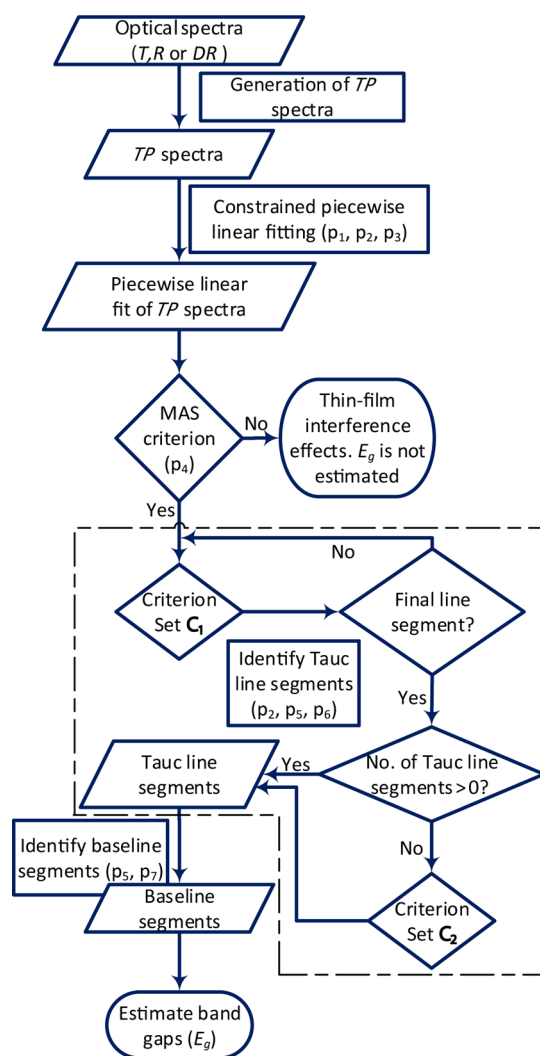 Optical spectra
(T,R or DR )
Generation of TP
spectra
TP spectra
Constrained piecewise
linear fitting (p₁, p₂, p₃)
Piecewise linear
fit of TP spectra
MAS
criterion
(p₄)
No
Thin-film
interference
effects. E_g is not
estimated
Yes
No
Criterion
Set C₁
Final line
segment?
Identify Tauc
line segments
(p₂, p₅, p₆)
Yes
Tauc line
segments
Yes
No. of Tauc line
segments >0?
Identify baseline
segments (p₅, p₇)
No
Baseline
segments
Criterion
Set C₂
Estimate band
gaps (E_g)